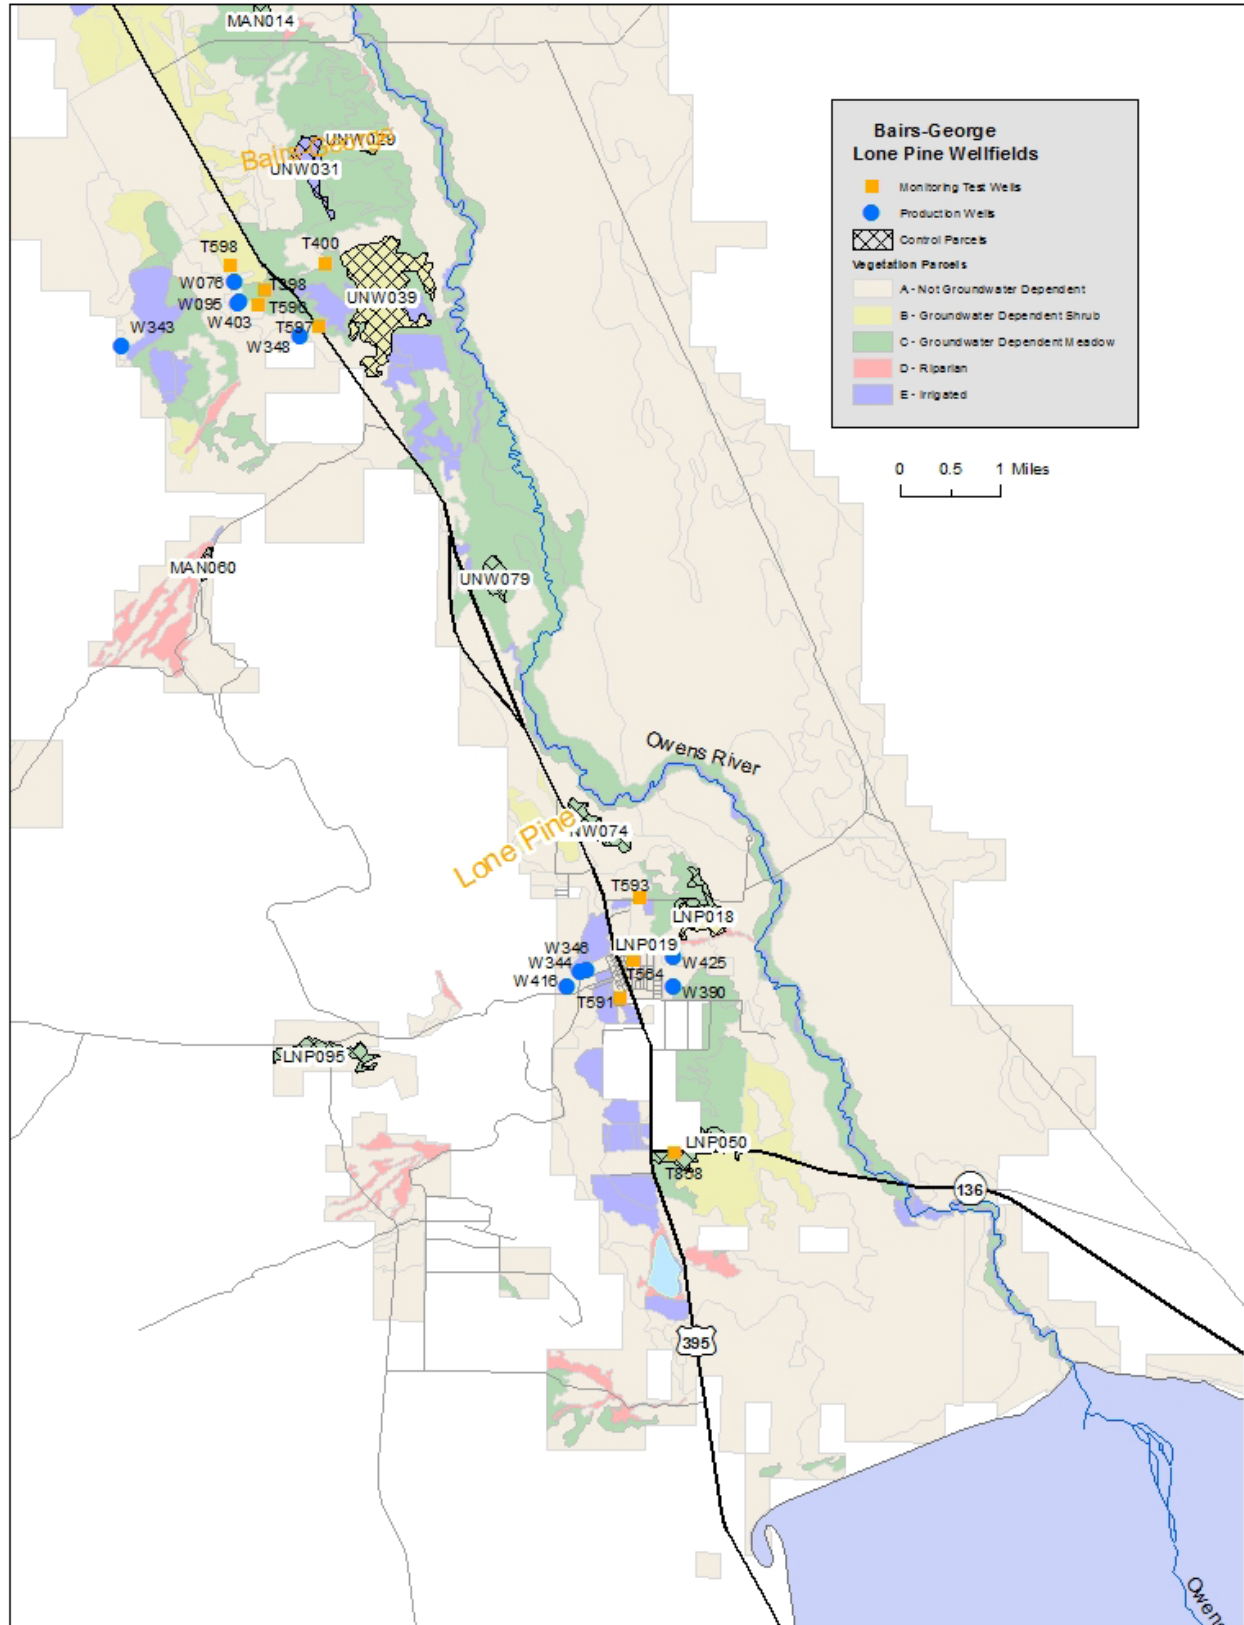 MAN014
Bairs-George
Lone Pine Wellfields
Monitoring Test Wells
Production Wells
Control Parcels
Vegetation Parcels
A - Not Groundwater Dependent
B - Groundwater Dependent Shrub
C - Groundwater Dependent Meadow
D - Riparian
E - Irrigated
0 0.5 1 Miles
UNW029
Bairs-George
UNW031
T598
T400
W076
T398
UNW039
W095
T596
W403
W343
T597
W348
MAN060
UNW079
Owens River
NW074
Lone Pine
T593
LNP018
LNP019
W346
W344
T564
W425
W416
T591
W390
LNP095
LNP050
T858
136
395